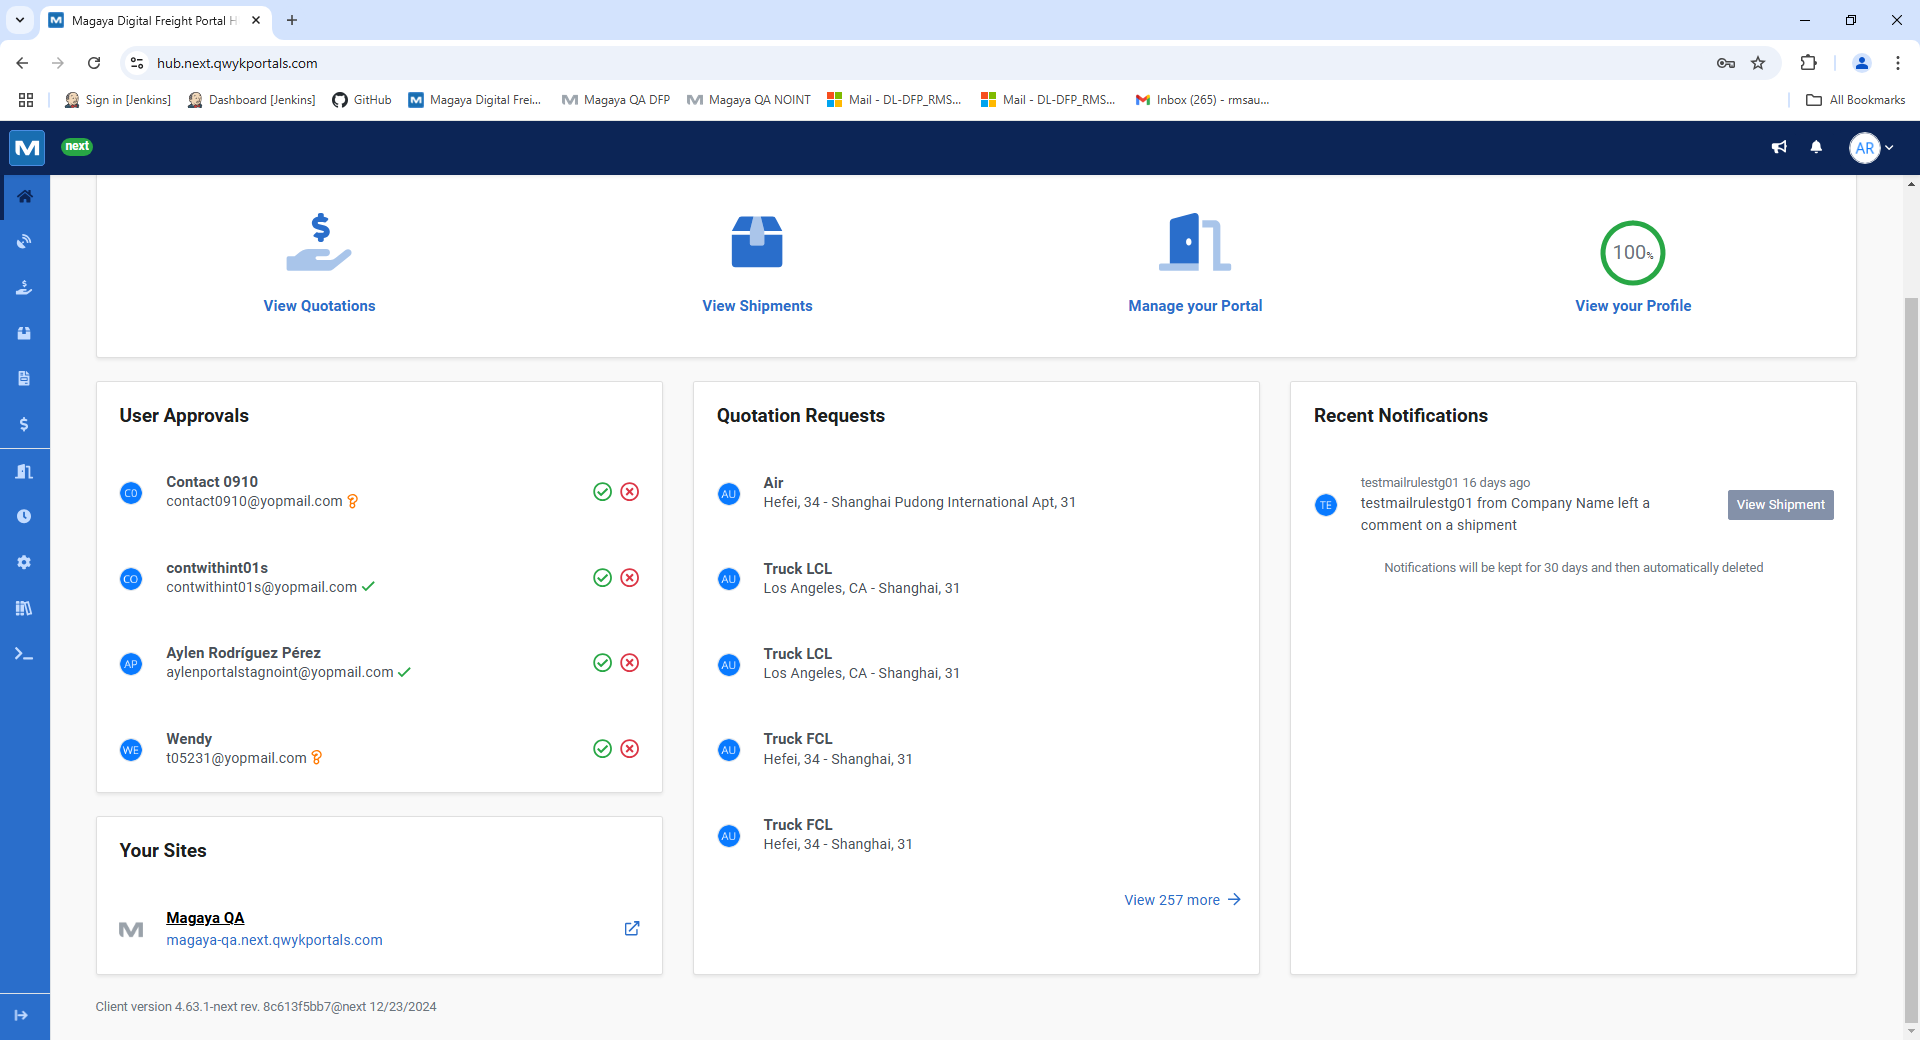 Magaya Digital Freight Portal H
hub.next.qwykportals.com
Sign in [Jenkins]
Dashboard [Jenkins]
GitHub
Magaya Digital Frei...
Magaya QA DFP
Magaya QA NOINT
Mail - DL-DFP_RMS...
Mail - DL-DFP_RMS...
Inbox (265) - rmsau...
All Bookmarks
next
AR
View Quotations
View Shipments
Manage your Portal
100%
View your Profile
User Approvals
C0
Contact 0910
contact0910@yopmail.com
CO
contwithint01s
contwithint01s@yopmail.com
AP
Aylen Rodríguez Pérez
aylenportalstagnoint@yopmail.com
WE
Wendy
t05231@yopmail.com
Your Sites
Magaya QA
magaya-qa.next.qwykportals.com
Quotation Requests
AU
Air
Hefei, 34 - Shanghai Pudong International Apt, 31
AU
Truck LCL
Los Angeles, CA - Shanghai, 31
AU
Truck LCL
Los Angeles, CA - Shanghai, 31
AU
Truck FCL
Hefei, 34 - Shanghai, 31
AU
Truck FCL
Hefei, 34 - Shanghai, 31
View 257 more
Recent Notifications
TE
testmailrulestg01 16 days ago
testmailrulestg01 from Company Name left a
comment on a shipment
View Shipment
Notifications will be kept for 30 days and then automatically deleted
Client version 4.63.1-next rev. 8c613f5bb7@next 12/23/2024